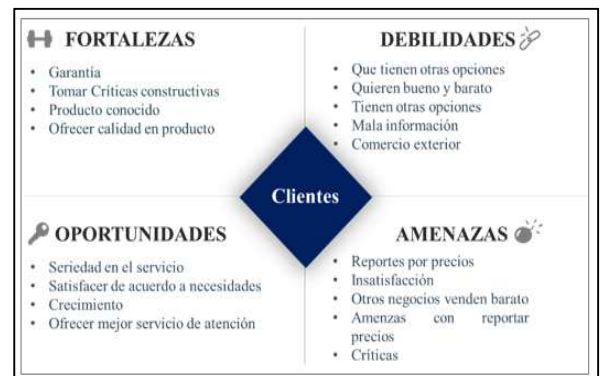 FORTALEZAS
• Garantía
• Tomar Críticas constructivas
• Producto conocido
• Ofrecer calidad en producto
DEBILIDADES
• Que tienen otras opciones
• Quieren bueno y barato
• Tienen otras opciones
• Mala información
• Comercio exterior
Clientes
OPORTUNIDADES
• Seriedad en el servicio
• Satisfacer de acuerdo a necesidades
• Crecimiento
• Ofrecer mejor servicio de atención
AMENAZAS
• Reportes por precios
• Insatisfacción
• Otros negocios venden barato
• Amenzas con reportar
precios
• Críticas